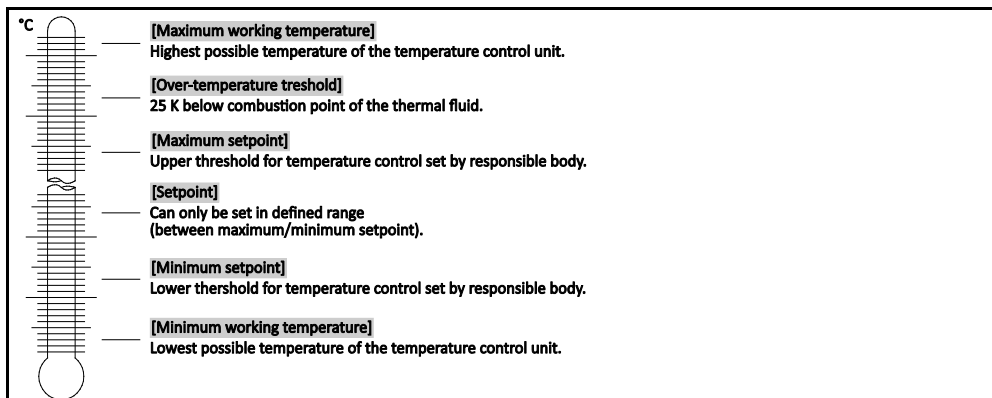 °C
[Maximum working temperature]
Highest possible temperature of the temperature control unit.
[Over-temperature treshold]
25 K below combustion point of the thermal fluid.
[Maximum setpoint]
Upper threshold for temperature control set by responsible body.
[Setpoint]
Can only be set in defined range
(between maximum/minimum setpoint).
[Minimum setpoint]
Lower thershold for temperature control set by responsible body.
[Minimum working temperature]
Lowest possible temperature of the temperature control unit.